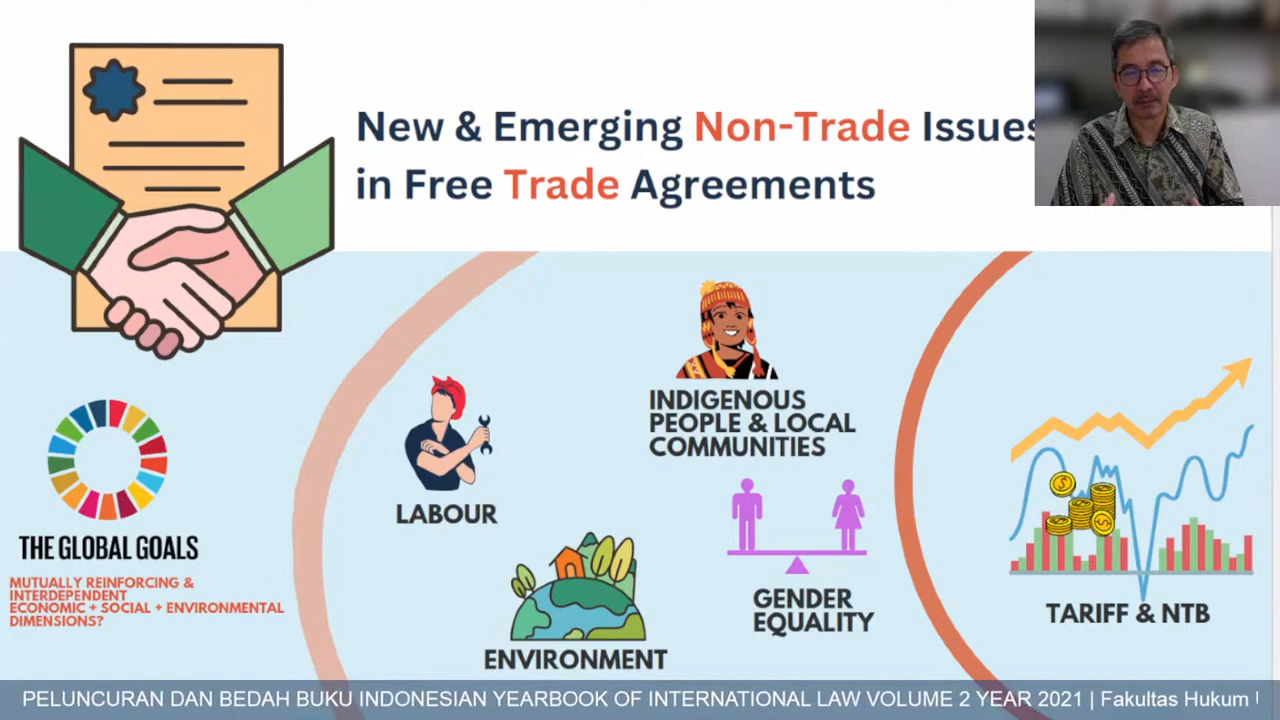 New & Emerging Non-Trade Issues
in Free Trade Agreements
THE GLOBAL GOALS
MUTUALLY REINFORCING &
INTERDEPENDENT
ECONOMIC + SOCIAL + ENVIRONMENTAL
DIMENSIONS?
LABOUR
INDIGENOUS
PEOPLE & LOCAL
COMMUNITIES
GENDER
EQUALITY
ENVIRONMENT
TARIFF & NTB
PELUNCURAN DAN BEDAH BUKU INDONESIAN YEARBOOK OF INTERNATIONAL LAW VOLUME 2 YEAR 2021 | Fakultas Hukum